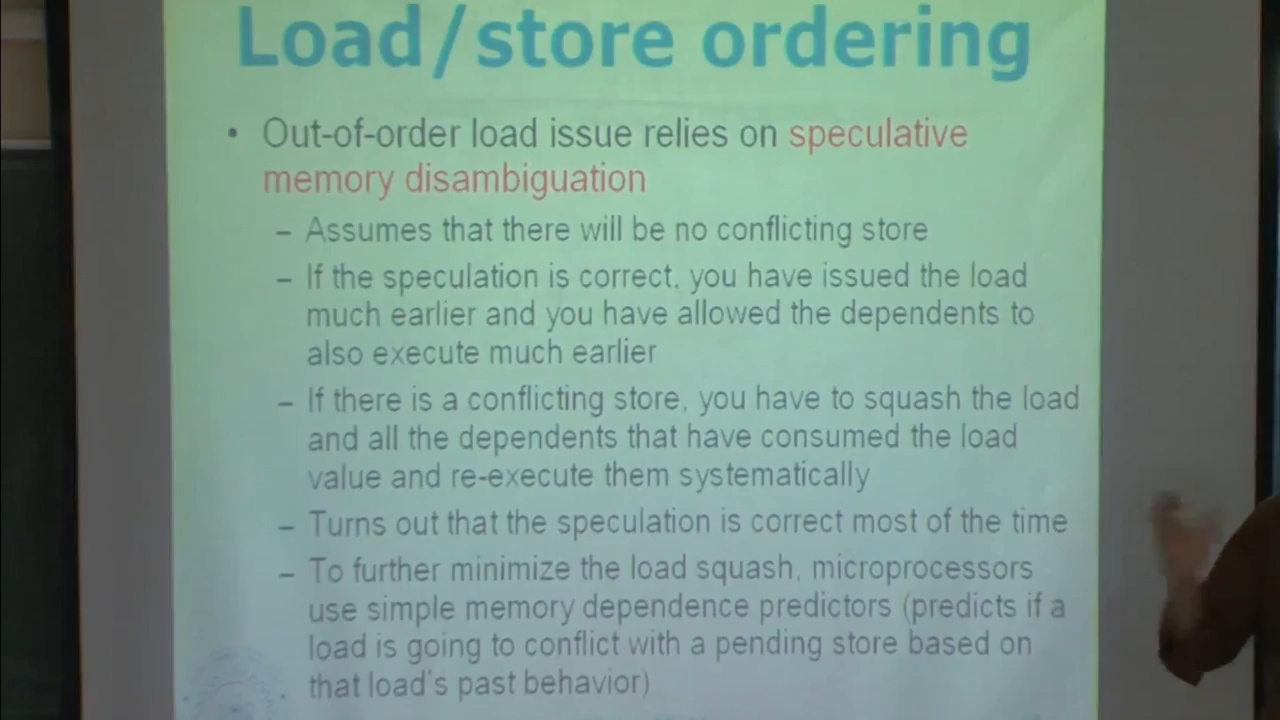 Load/store ordering
• Out-of-order load issue relies on speculative
memory disambiguation
– Assumes that there will be no conflicting store
– If the speculation is correct, you have issued the load
much earlier and you have allowed the dependents to
also execute much earlier
– If there is a conflicting store, you have to squash the load
and all the dependents that have consumed the load
value and re-execute them systematically
– Turns out that the speculation is correct most of the time
– To further minimize the load squash, microprocessors
use simple memory dependence predictors (predicts if a
load is going to conflict with a pending store based on
that load's past behavior)